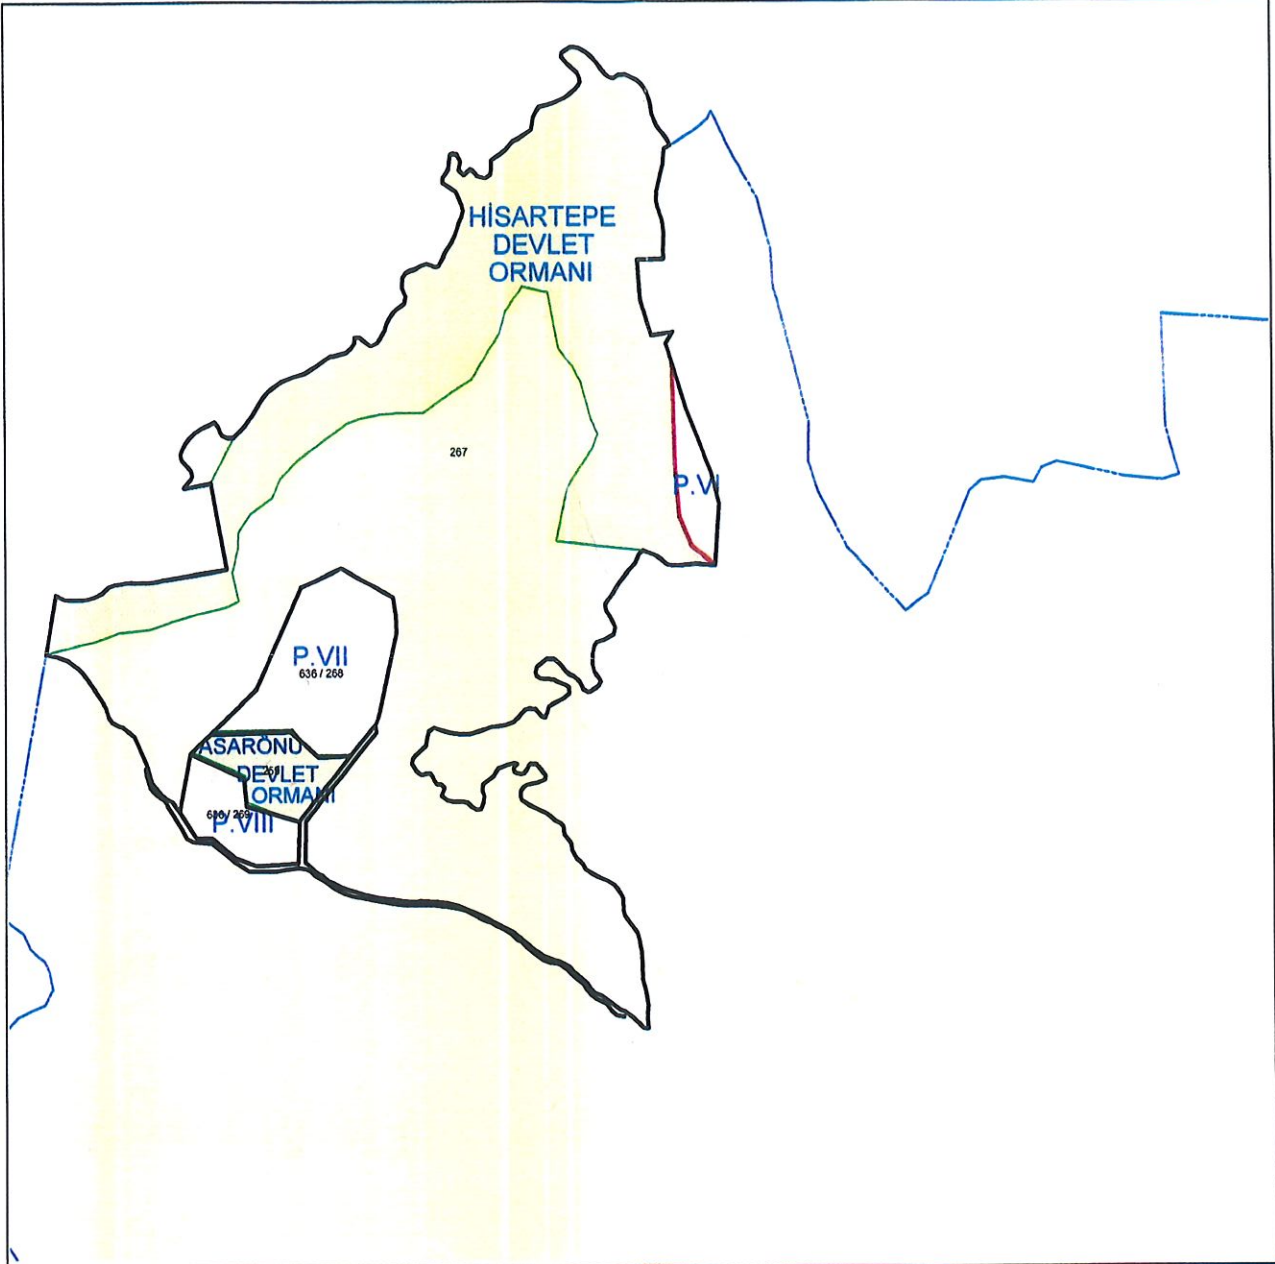 HİSARTEPE
DEVLET
ORMANI
267
P.VI
P.VII
636 / 268
ASARÖNÜ
DEVLET
ORMANI
P.VIII